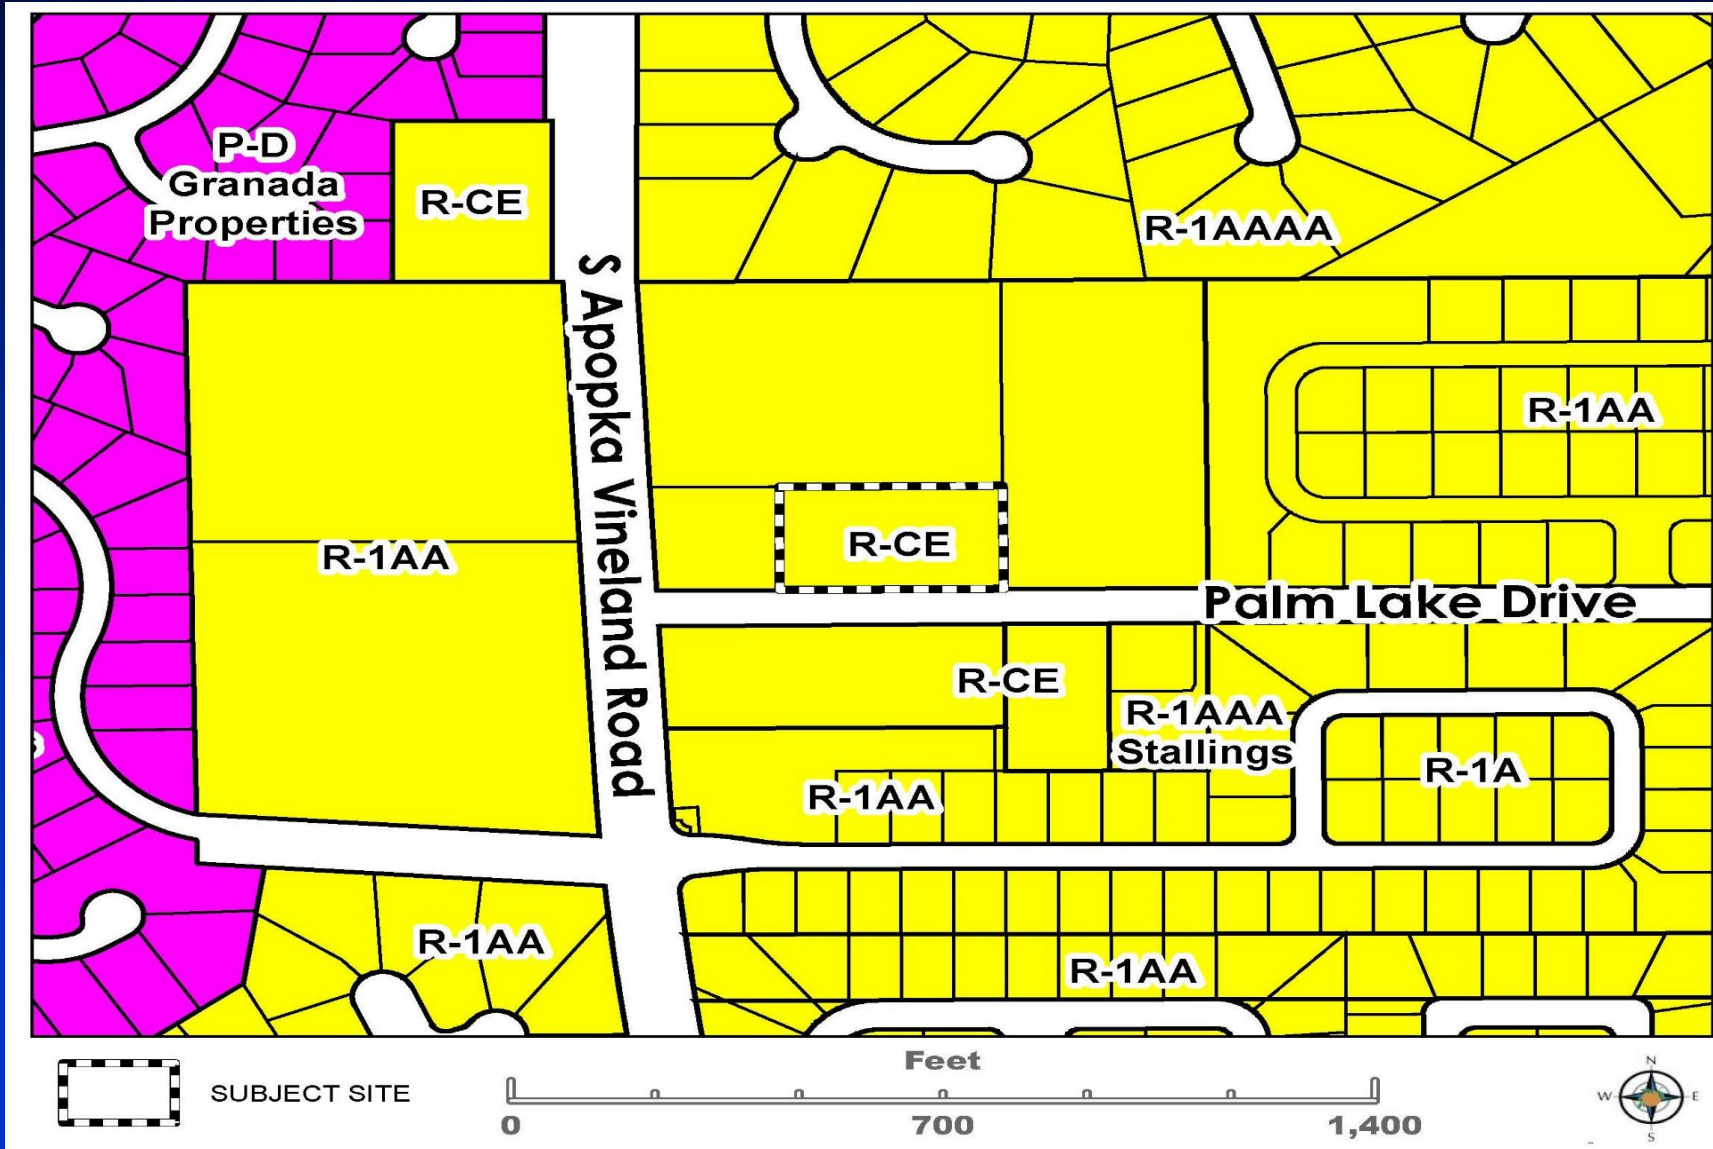 P-D
Granada
Properties
R-CE
R-1AAAA
S Apopka Vineland Road
R-1AA
R-1AA
R-CE
Palm Lake Drive
R-CE
R-1AAA
Stallings
R-1A
R-1AA
R-1AA
R-1AA
s
SUBJECT SITE
Feet
0
700
1,400
N
W
E
S